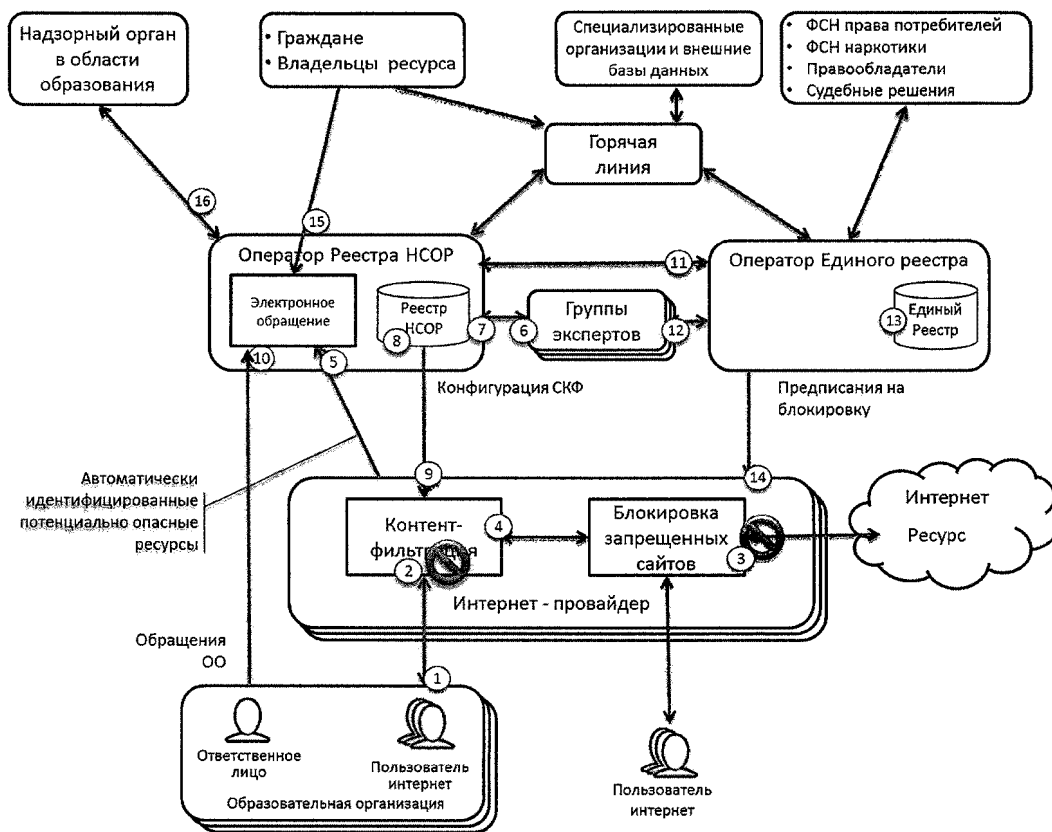 Надзорный орган
в области
образования
• Граждане
• Владельцы ресурса
Специализированные
организации и внешние
базы данных
• ФСН права потребителей
• ФСН наркотики
• Правообладатели
• Судебные решения
Горячая
линия
16
15
Оператор Реестра НСОР
11
Оператор Единого реестра
Электронное
обращение
Реестр
НСОР
8
7
6
Группы
экспертов
12
13
Единый
Реестр
10
5
Конфигурация СКФ
Предписания на
блокировку
Автоматически
идентифицированные
потенциально опасные
ресурсы
9
14
Контент-
фильтрация
2
4
Блокировка
запрещенных
сайтов
3
Интернет
Ресурс
Интернет - провайдер
Обращения
ОО
1
Ответственное
лицо
Пользователь
интернет
Образовательная организация
Пользователь
интернет